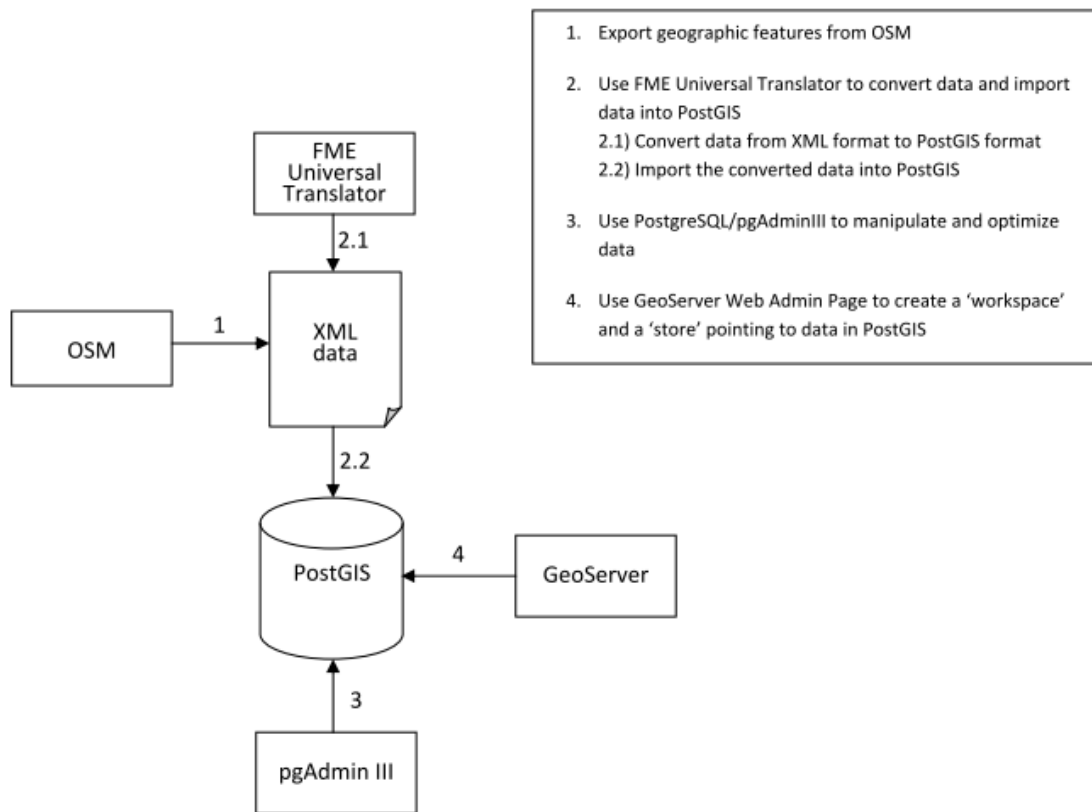 1. Export geographic features from OSM
2. Use FME Universal Translator to convert data and import
data into PostGIS
2.1) Convert data from XML format to PostGIS format
2.2) Import the converted data into PostGIS
3. Use PostgreSQL/pgAdminIII to manipulate and optimize
data
4. Use GeoServer Web Admin Page to create a ‘workspace’
and a ‘store’ pointing to data in PostGIS
FME
Universal
Translator
2.1
OSM
1
XML
data
2.2
PostGIS
4
GeoServer
3
pgAdmin III